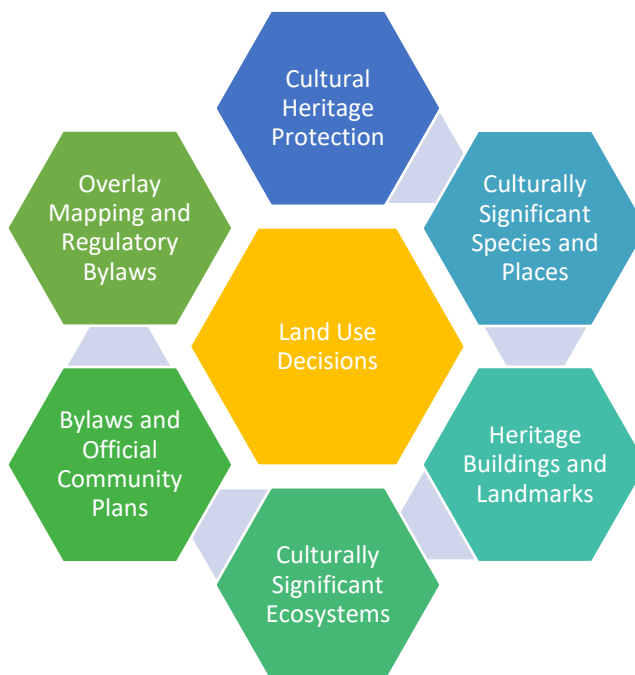 Cultural
Heritage
Protection
Culturally
Significant
Species and
Places
Heritage
Buildings and
Landmarks
Culturally
Significant
Ecosystems
Bylaws and
Official
Community
Plans
Overlay
Mapping and
Regulatory
Bylaws
Land Use
Decisions